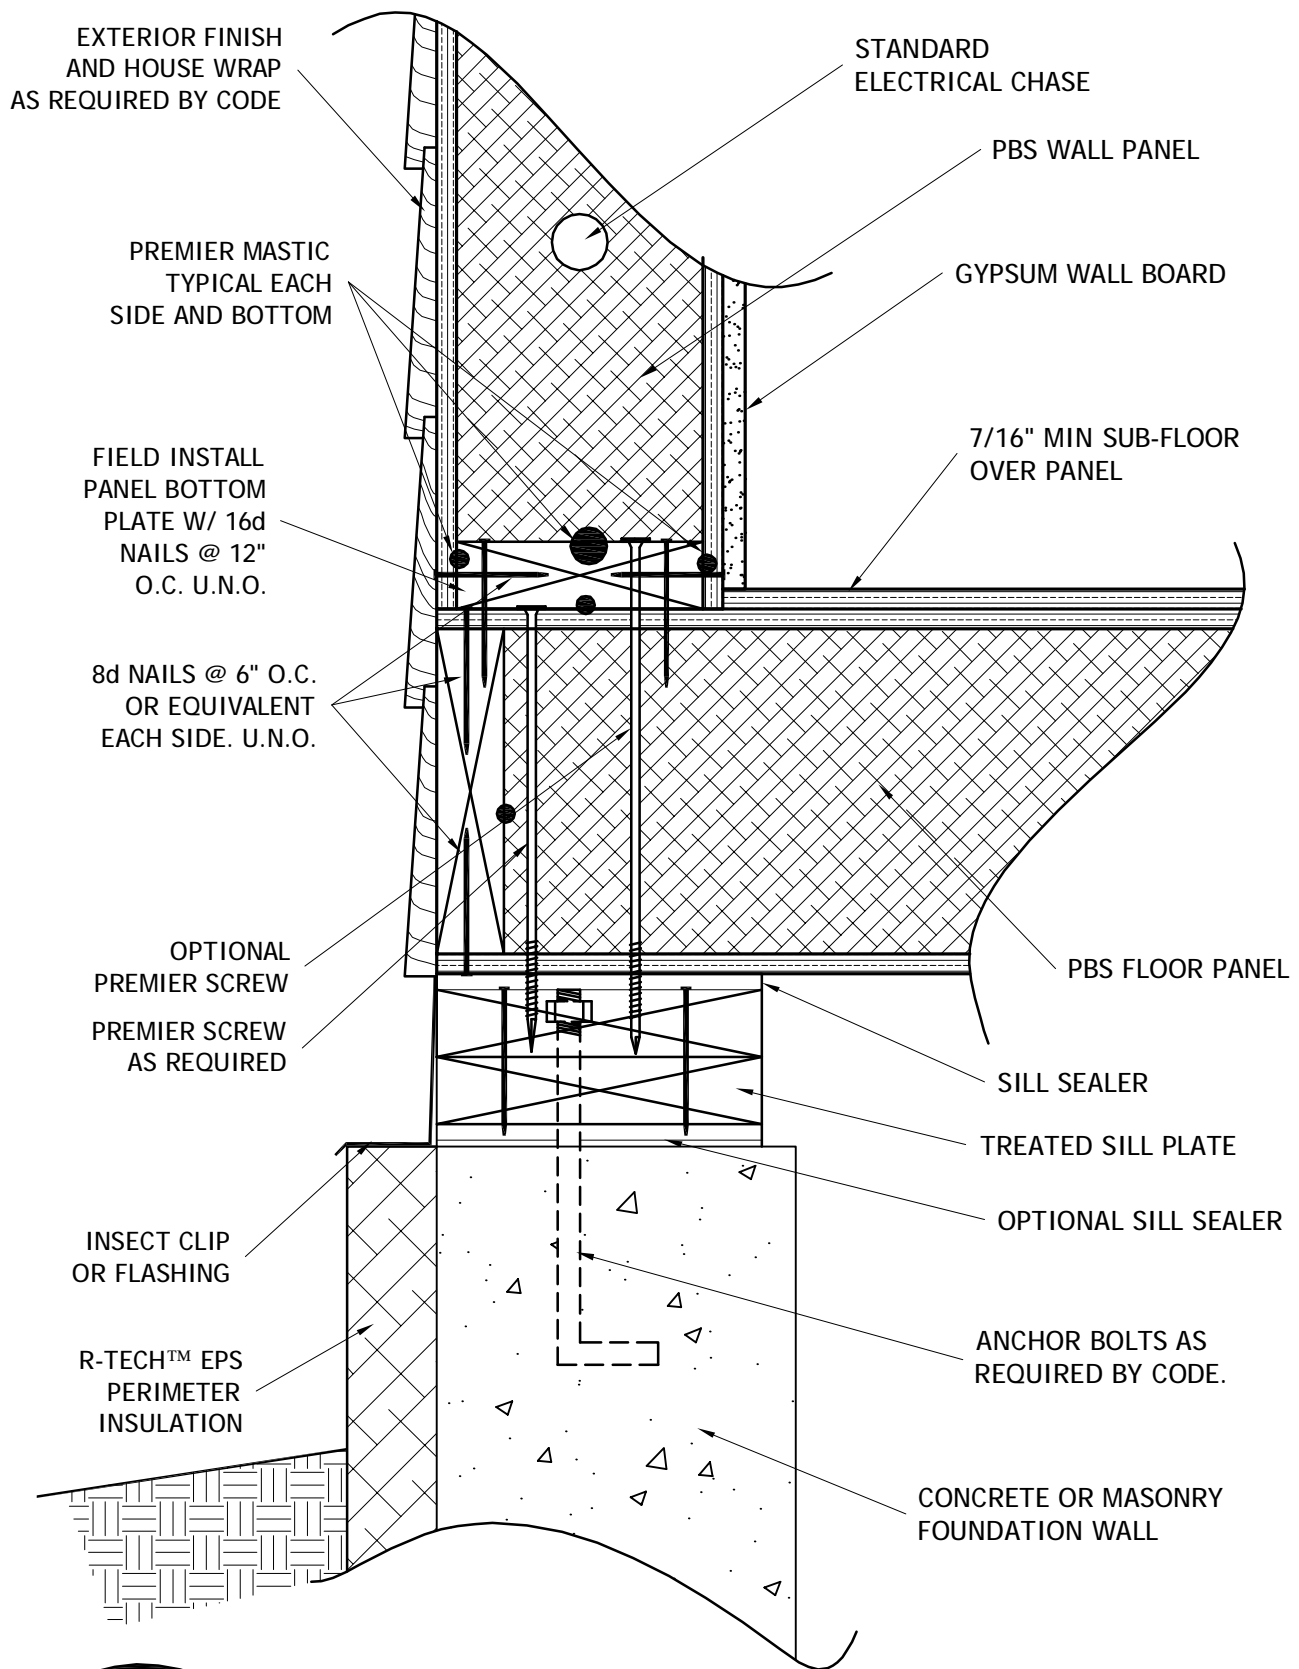 EXTERIOR FINISH
AND HOUSE WRAP
AS REQUIRED BY CODE
STANDARD
ELECTRICAL CHASE
PBS WALL PANEL
PREMIER MASTIC
TYPICAL EACH
SIDE AND BOTTOM
GYPSUM WALL BOARD
7/16" MIN SUB-FLOOR
OVER PANEL
FIELD INSTALL
PANEL BOTTOM
PLATE W/ 16d
NAILS @ 12"
O.C. U.N.O.
8d NAILS @ 6" O.C.
OR EQUIVALENT
EACH SIDE. U.N.O.
OPTIONAL
PREMIER SCREW
PBS FLOOR PANEL
PREMIER SCREW
AS REQUIRED
SILL SEALER
TREATED SILL PLATE
OPTIONAL SILL SEALER
INSECT CLIP
OR FLASHING
ANCHOR BOLTS AS
REQUIRED BY CODE.
R-TECH™ EPS
PERIMETER
INSULATION
CONCRETE OR MASONRY
FOUNDATION WALL